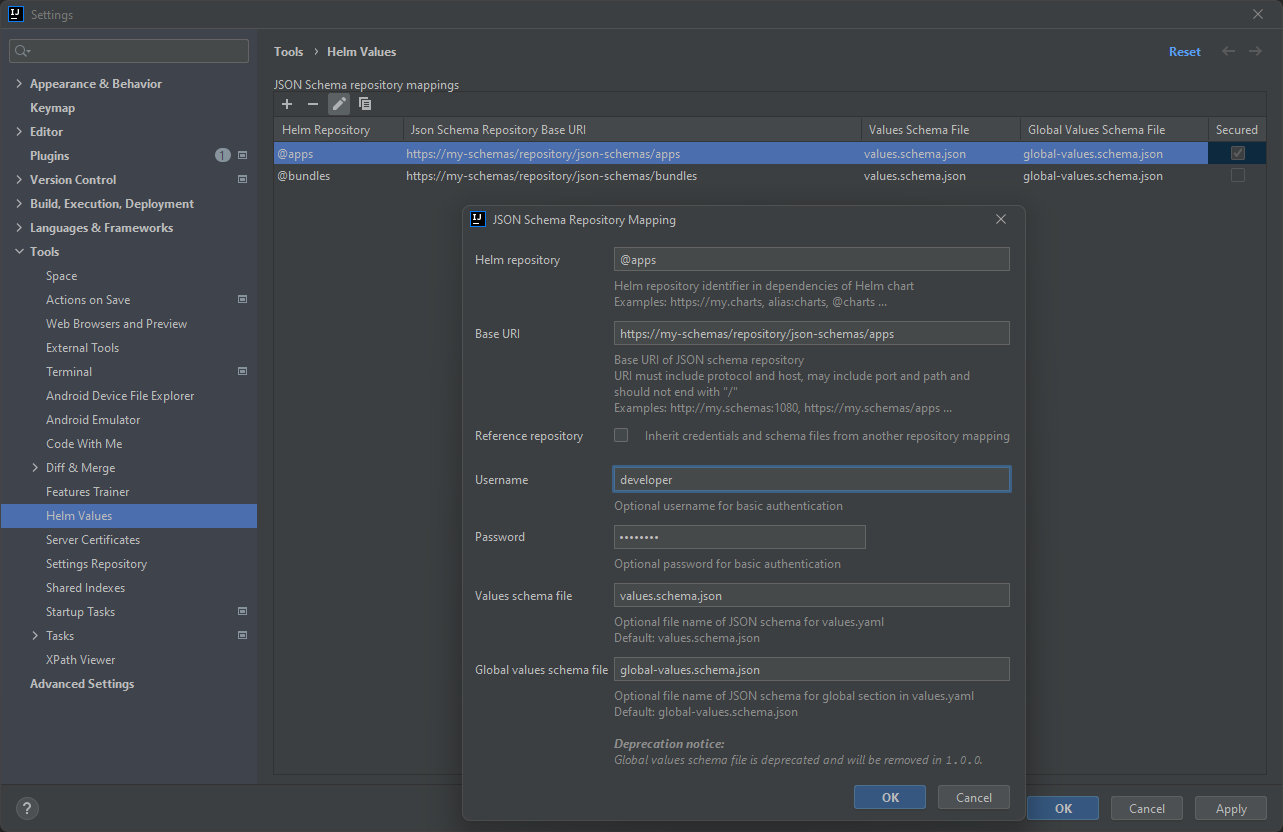 Settings
Tools › Helm Values
Reset
Appearance & Behavior
Keymap
Editor
Plugins
1
Version Control
Build, Execution, Deployment
Languages & Frameworks
Tools
Space
Actions on Save
Web Browsers and Preview
External Tools
Terminal
Android Device File Explorer
Android Emulator
Code With Me
Diff & Merge
Features Trainer
Helm Values
Server Certificates
Settings Repository
Shared Indexes
Startup Tasks
Tasks
XPath Viewer
Advanced Settings
JSON Schema repository mappings
Helm Repository Json Schema Repository Base URI Values Schema File Global Values Schema File Secured
@apps https://my-schemas/repository/json-schemas/apps values.schema.json global-values.schema.json
@bundles https://my-schemas/repository/json-schemas/bundles values.schema.json global-values.schema.json
JSON Schema Repository Mapping
Helm repository @apps
Helm repository identifier in dependencies of Helm chart
Examples: https://my.charts, alias:charts, @charts ...
Base URI https://my-schemas/repository/json-schemas/apps
Base URI of JSON schema repository
URI must include protocol and host, may include port and path and
should not end with "/"
Examples: http://my.schemas:1080, https://my.schemas/apps ...
Reference repository Inherit credentials and schema files from another repository mapping
Username developer
Optional username for basic authentication
Password ••••••••
Optional password for basic authentication
Values schema file values.schema.json
Optional file name of JSON schema for values.yaml
Default: values.schema.json
Global values schema file global-values.schema.json
Optional file name of JSON schema for global section in values.yaml
Default: global-values.schema.json
Deprecation notice:
Global values schema file is deprecated and will be removed in 1.0.0.
OK Cancel
? OK Cancel Apply